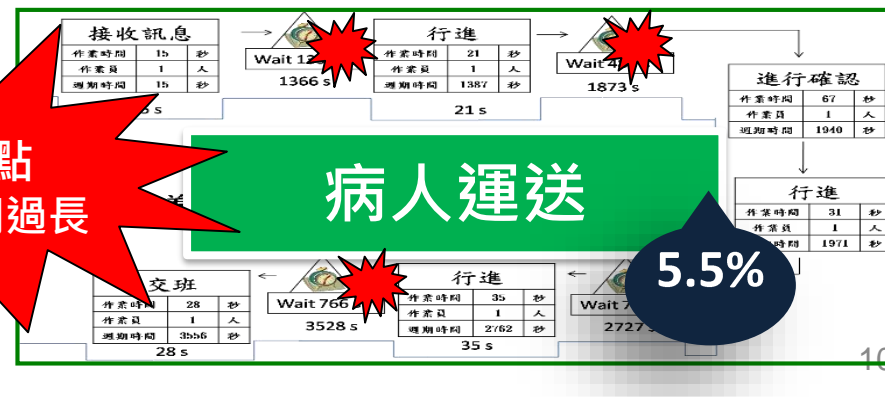 接收訊息
作業時間 15 秒
作業員 1 人
週期時間 15 秒
Wait
1366 s
行進
作業時間 21 秒
作業員 1 人
週期時間 1387 秒
21 s
Wait
1873 s
進行確認
作業時間 67 秒
作業員 1 人
週期時間 1940 秒
行進
作業時間 31 秒
作業員 1 人
1971 秒
點
過長
病人運送
5.5%
交班
作業時間 28 秒
作業員 1 人
週期時間 3556 秒
28 s
Wait 766
3528 s
行進
作業時間 35 秒
作業員 1 人
週期時間 2762 秒
35 s
Wait
2727
10